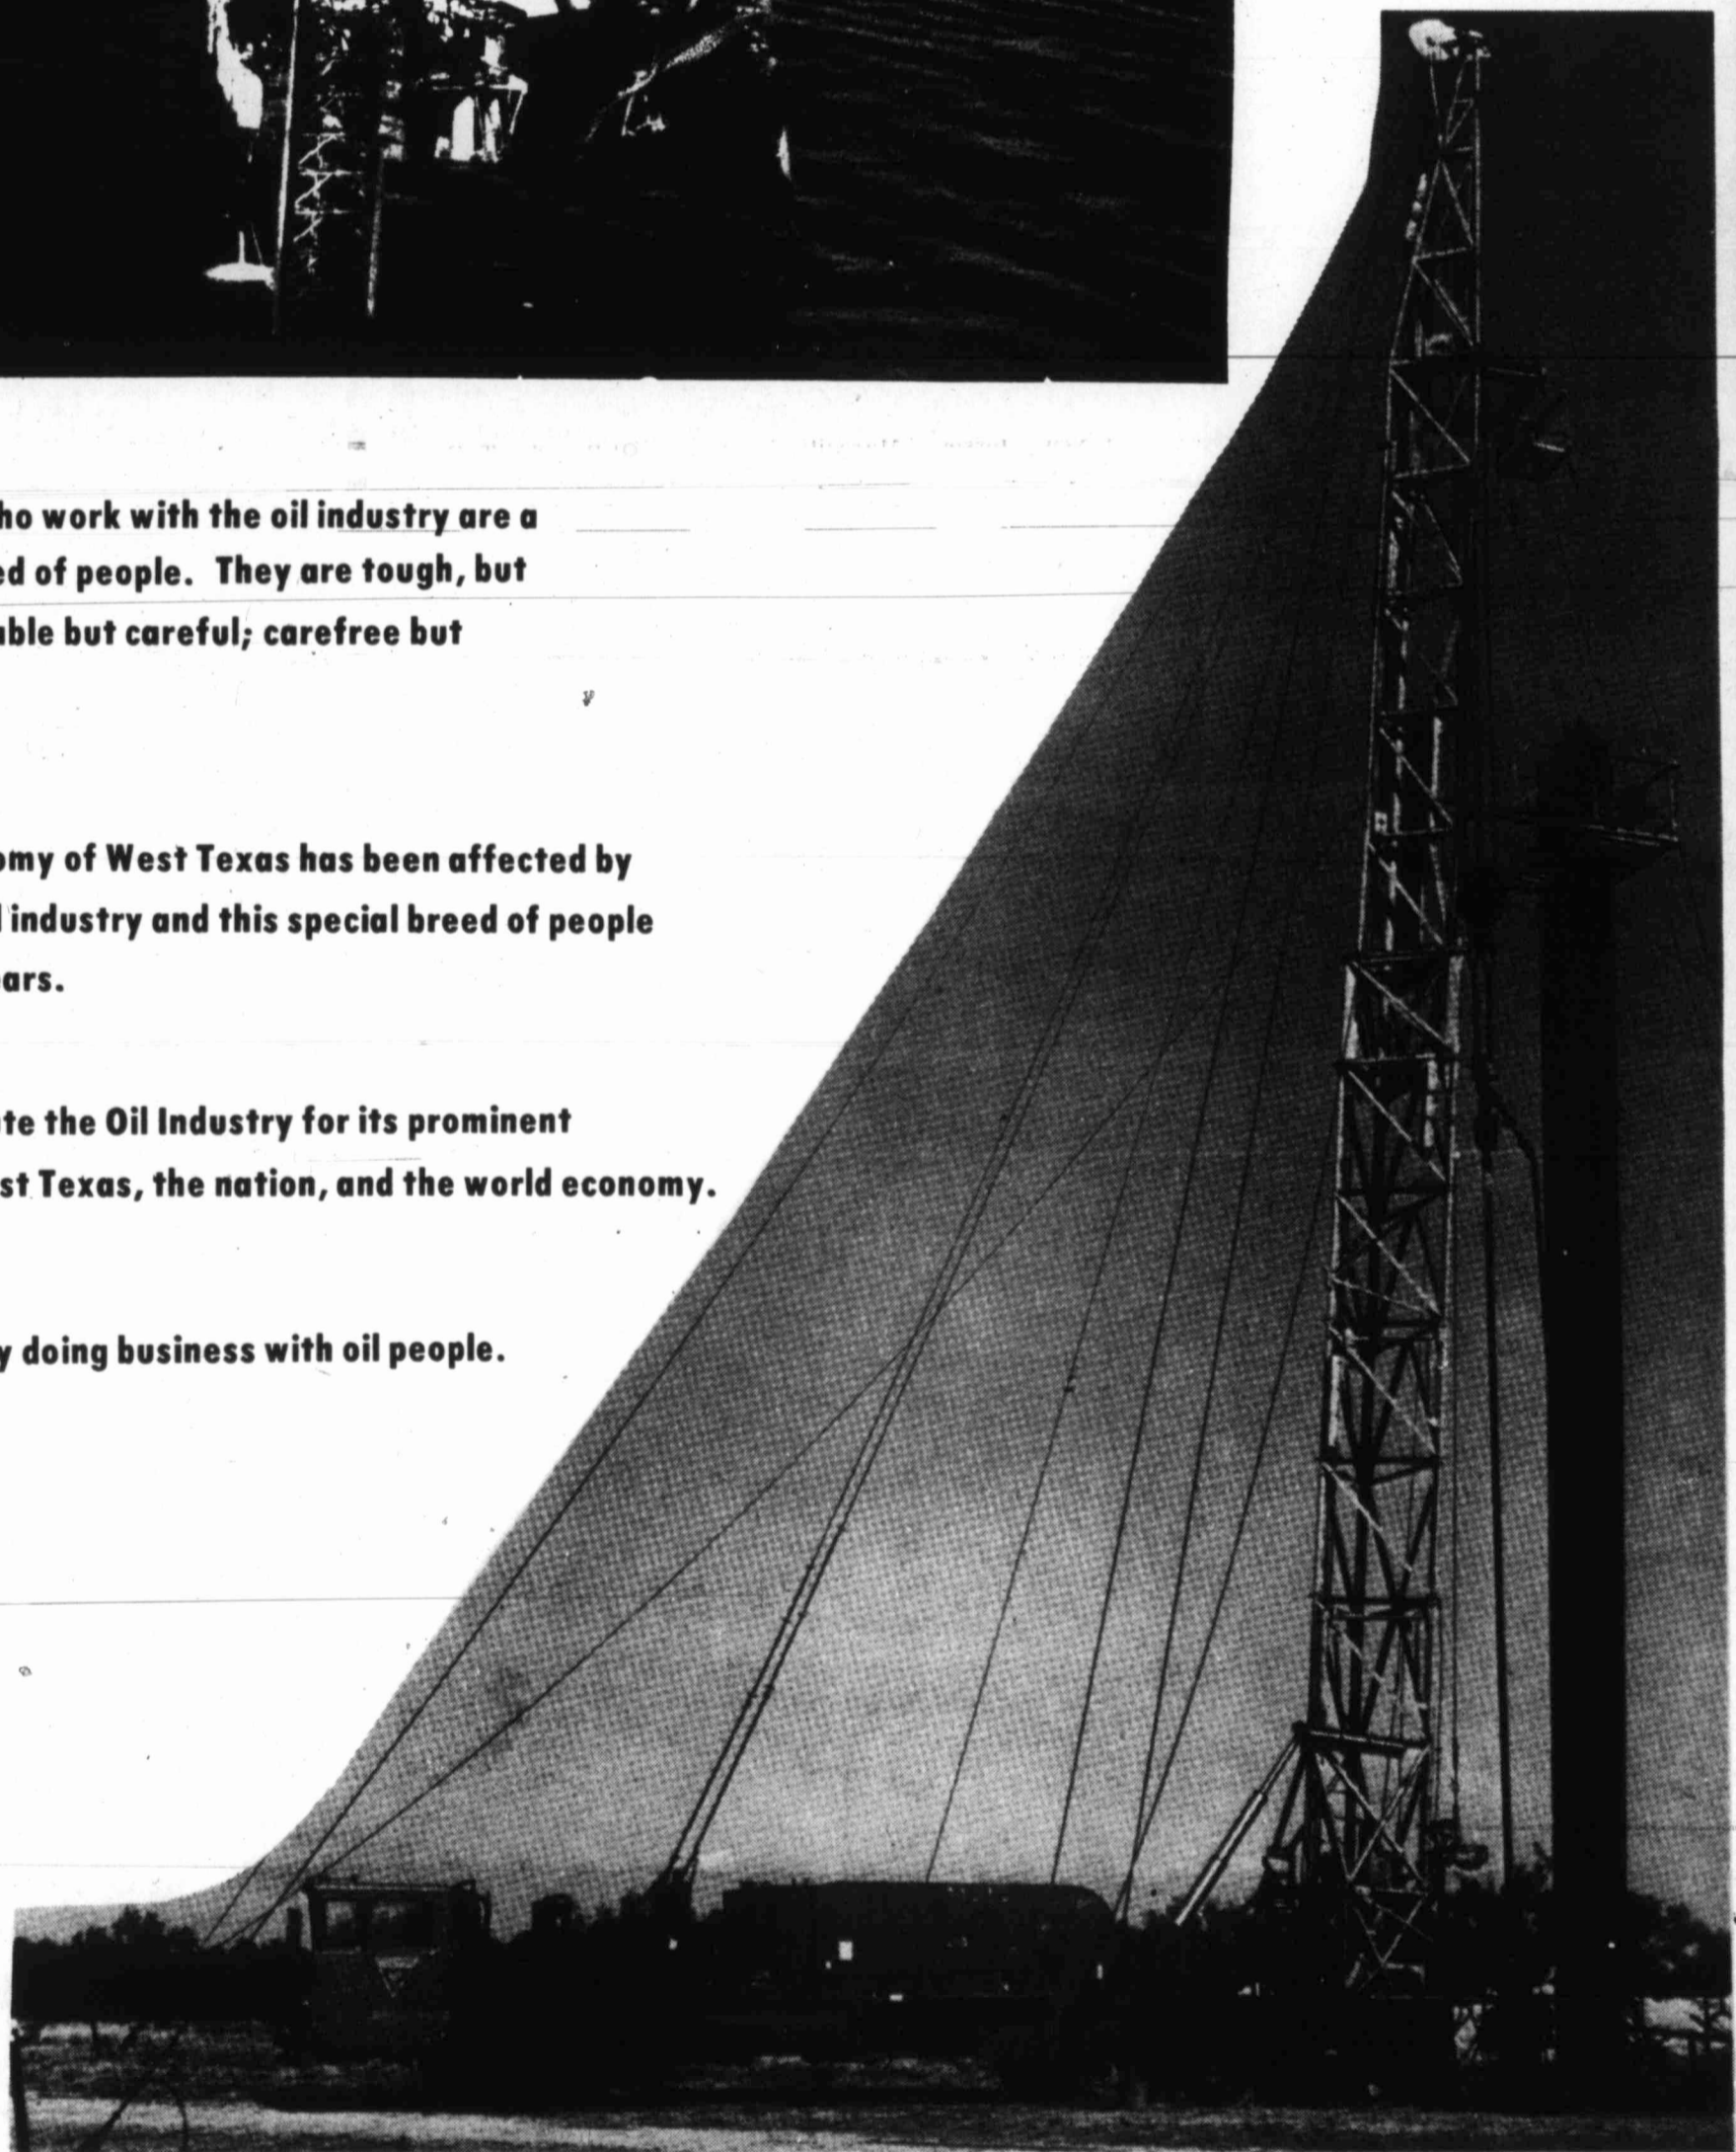 ho work with the oil industry are a
ed of people. They are tough, but
able but careful; carefree but
omy of West Texas has been affected by
l industry and this special breed of people
ears.
te the Oil Industry for its prominent
st Texas, the nation, and the world economy.
y doing business with oil people.